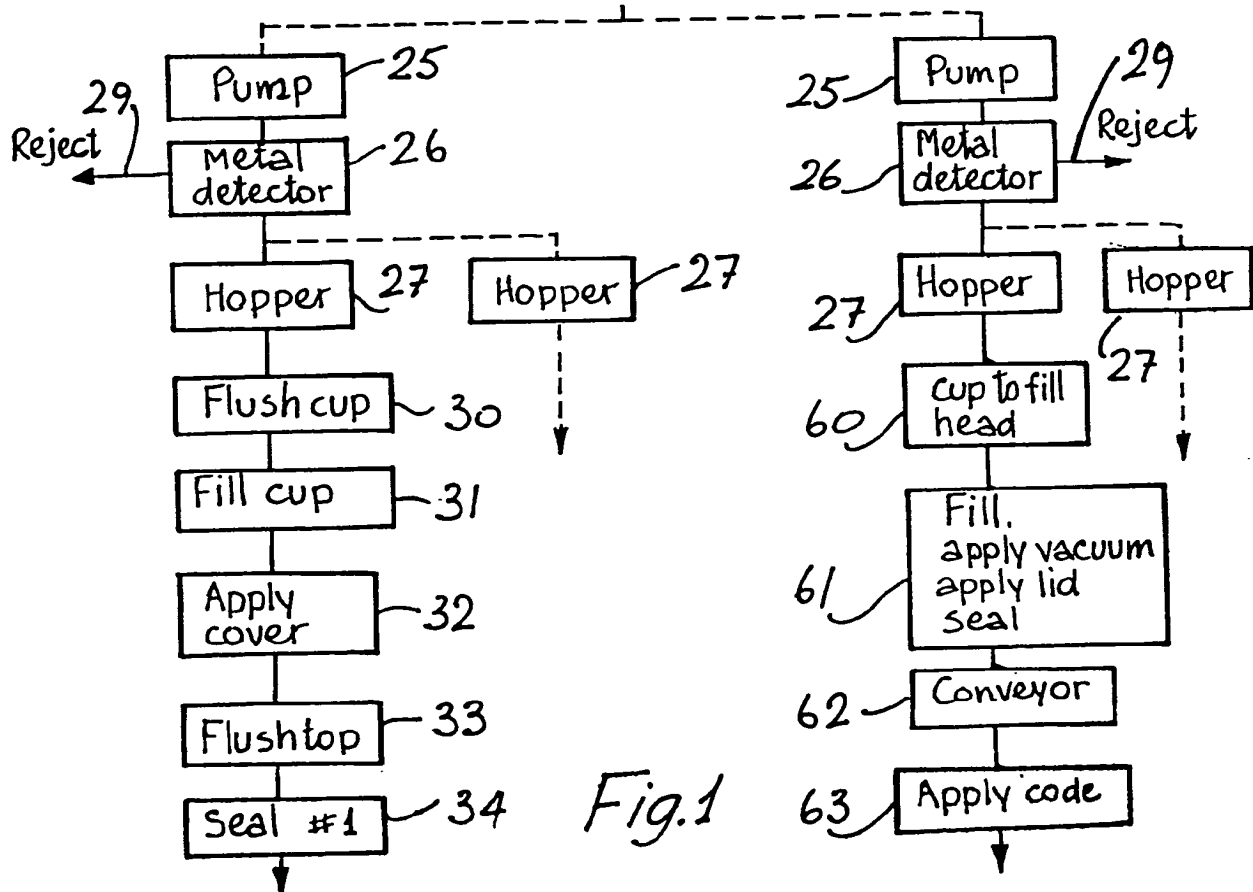 Pump
25
29
Reject
Metal
detector
26
Hopper
27
Hopper
27
Flush cup
30
Fill cup
31
Apply
cover
32
Flush top
33
Seal #1
34
Fig.1
Pump
25
29
Reject
Metal
detector
26
Hopper
27
Hopper
27
cup to fill
head
60
Fill.
apply vacuum
apply lid
seal
61
Conveyor
62
Apply code
63